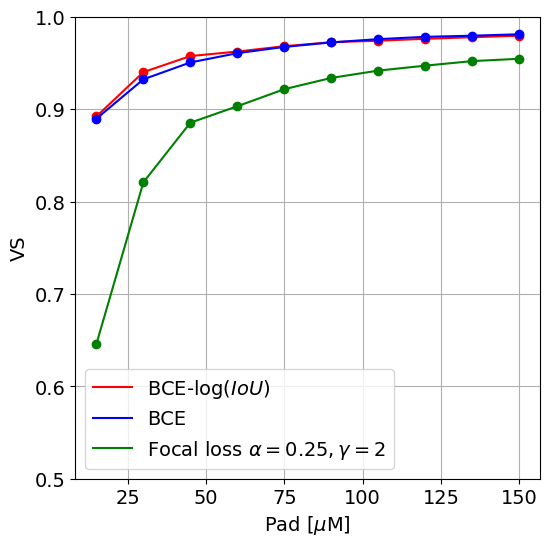 1.0
0.9
0.8
0.7
0.6
0.5
VS
BCE-log(IoU)
BCE
Focal loss α = 0.25, γ = 2
25 50 75 100 125 150
Pad [μM]